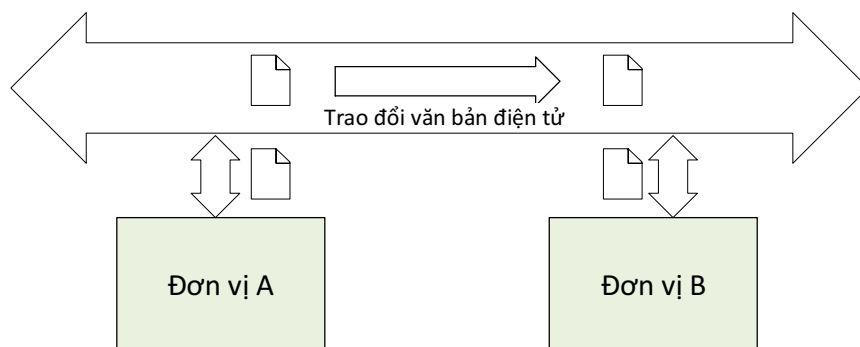 Trao đổi văn bản điện tử
Đơn vị A
Đơn vị B